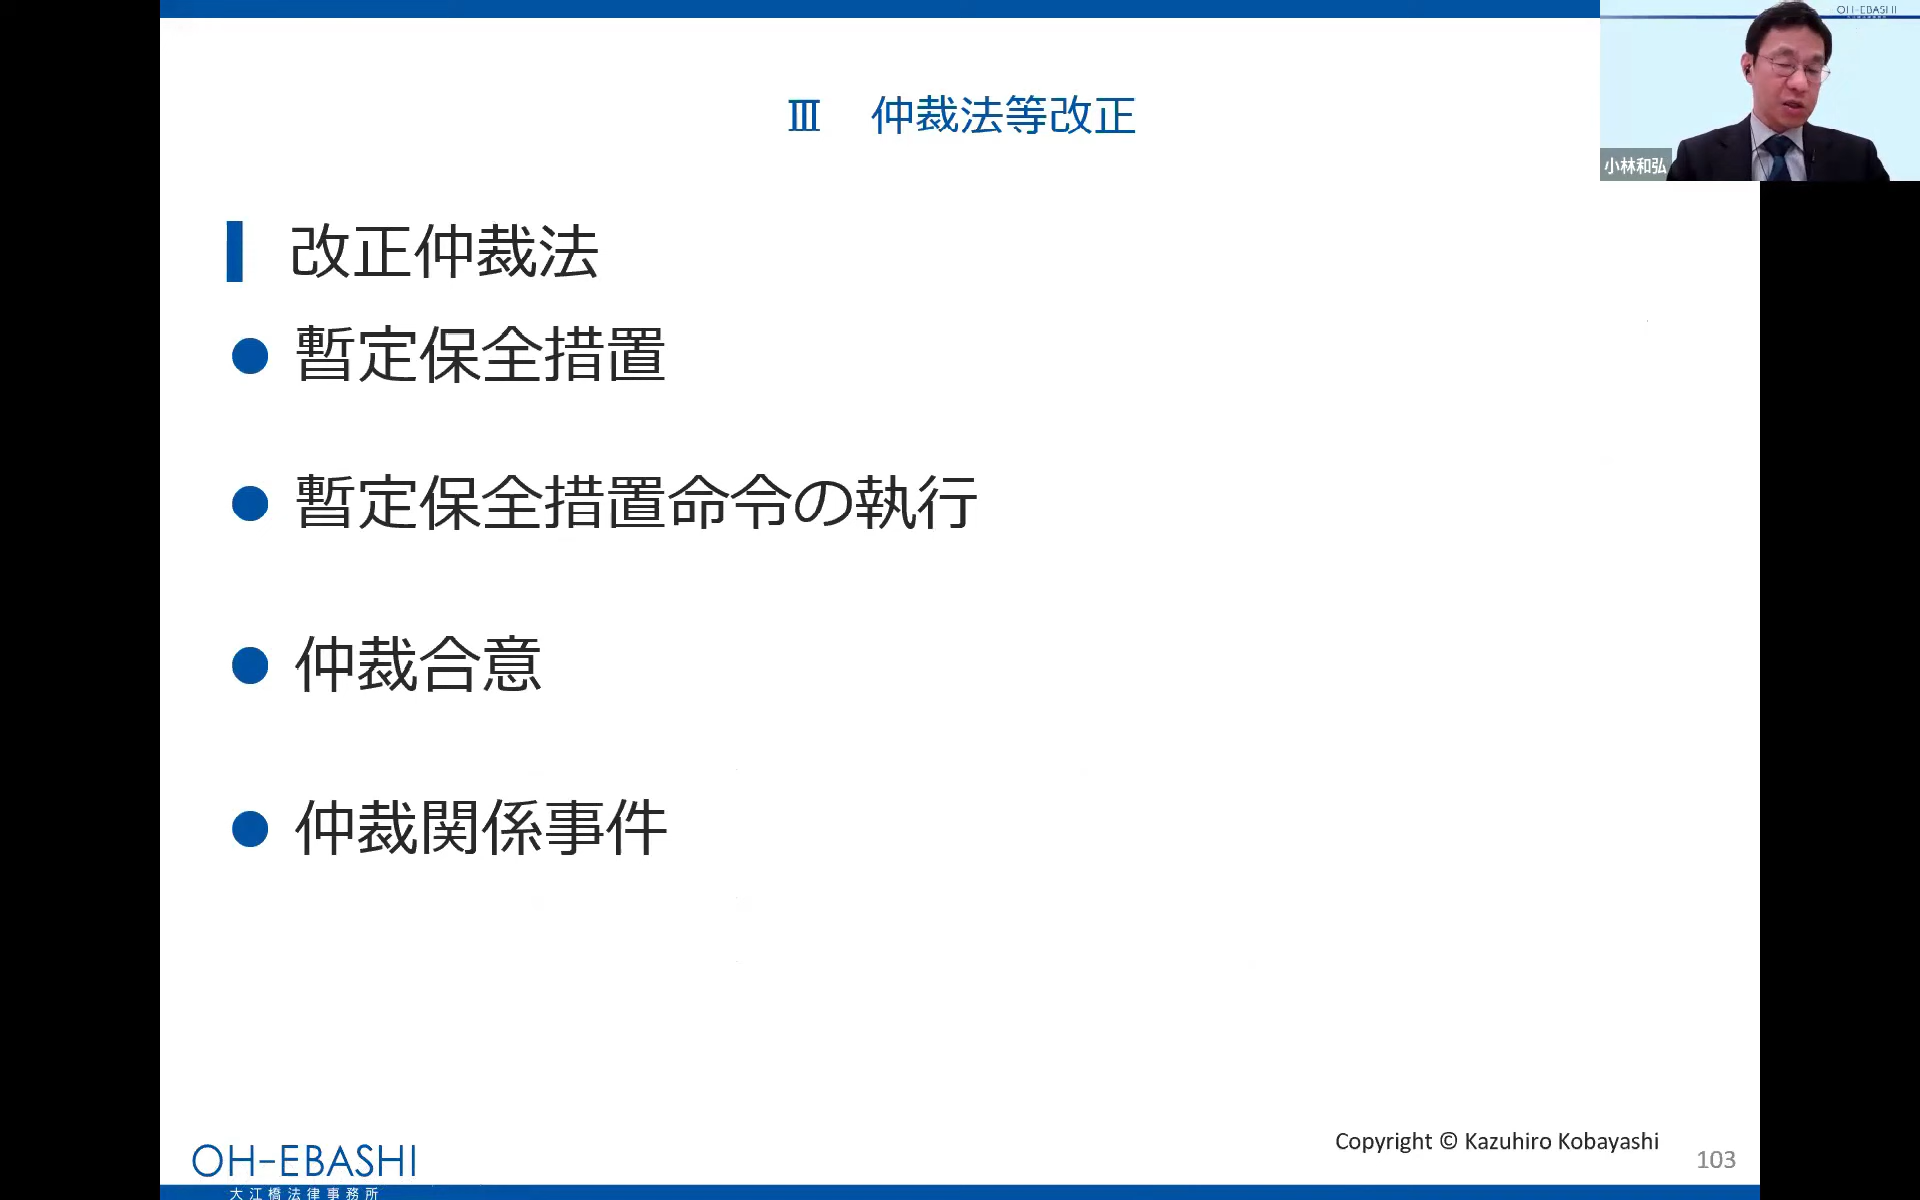 OH-EBASHI
Ⅲ 仲裁法等改正
小林和弘
改正仲裁法
● 暫定保全措置
● 暫定保全措置命令の執行
● 仲裁合意
● 仲裁関係事件
Copyright © Kazuhiro Kobayashi
103
OH-EBASHI
大江橋法律事務所